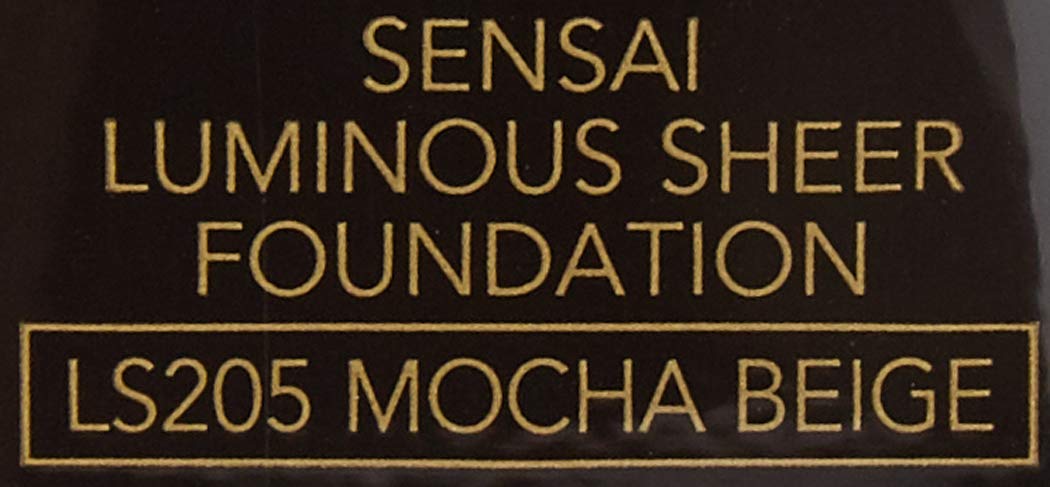 SENSAI
LUMINOUS SHEER
FOUNDATION
LS205 MOCHA BEIGE